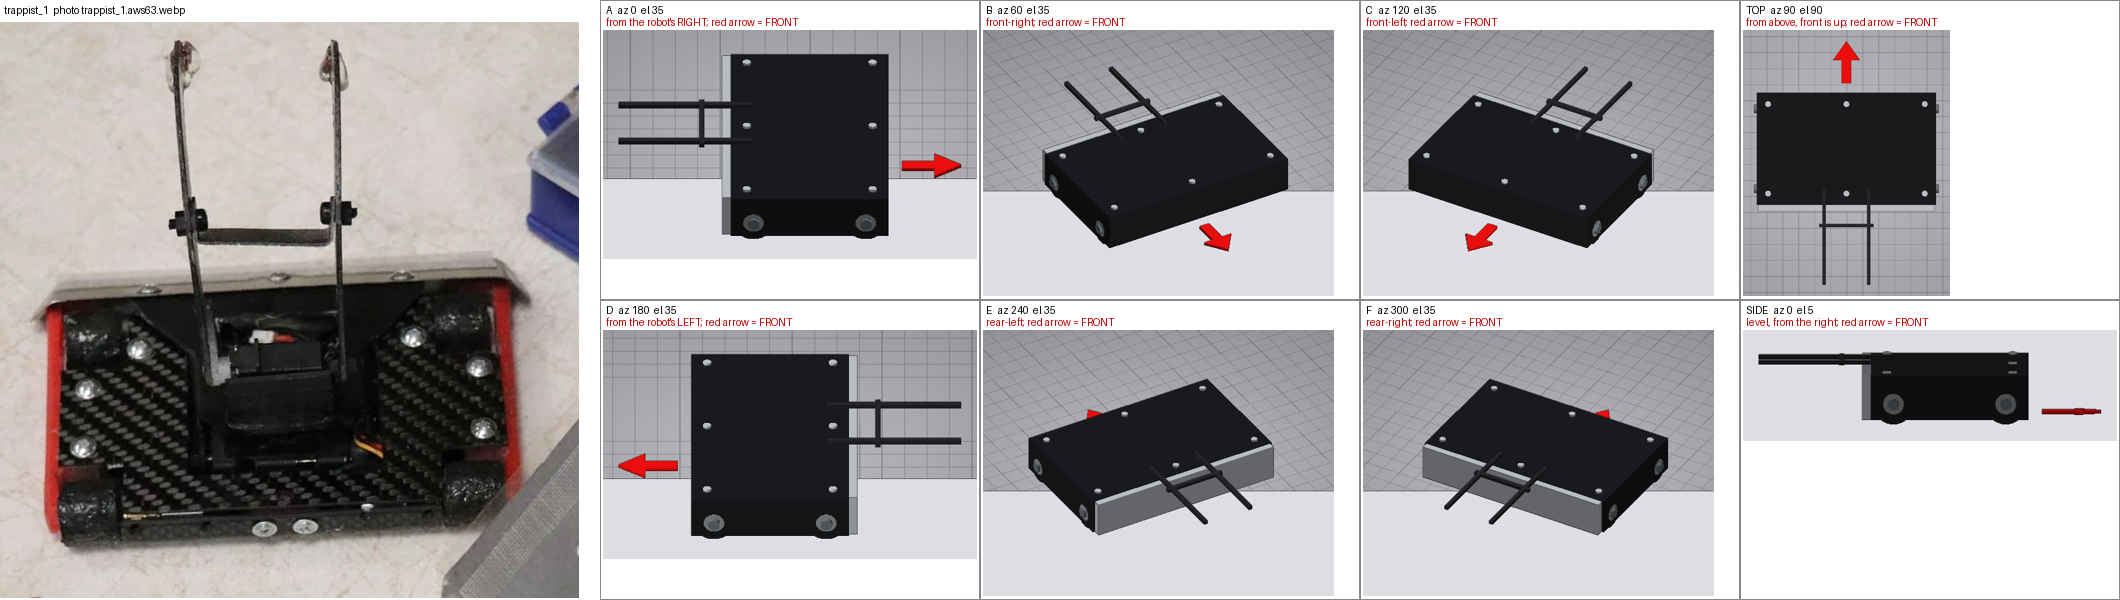 trappist_1 photo trappist_1.aws63.webp
A az 0 el 35
from the robot's RIGHT; red arrow = FRONT
B az 60 el 35
front-right; red arrow = FRONT
C az 120 el 35
front-left; red arrow = FRONT
TOP az 90 el 90
from above, front is up; red arrow = FRONT
D az 180 el 35
from the robot's LEFT; red arrow = FRONT
E az 240 el 35
rear-left; red arrow = FRONT
F az 300 el 35
rear-right; red arrow = FRONT
SIDE az 0 el 5
level, from the right; red arrow = FRONT